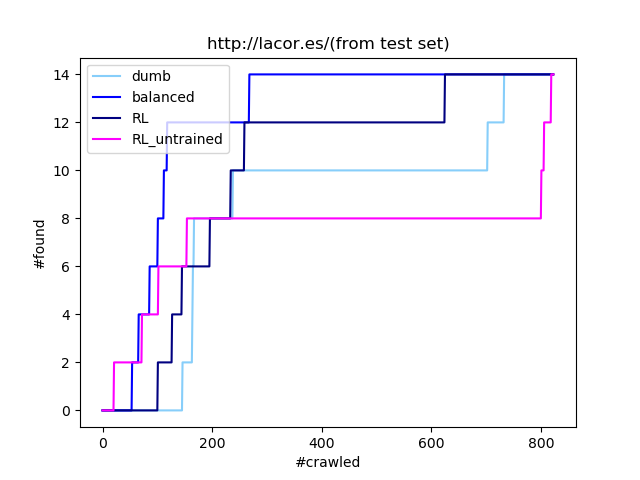 http://lacor.es/(from test set)
dumb
balanced
RL
RL_untrained
14
12
10
8
6
4
2
0
#found
0 200 400 600 800
#crawled